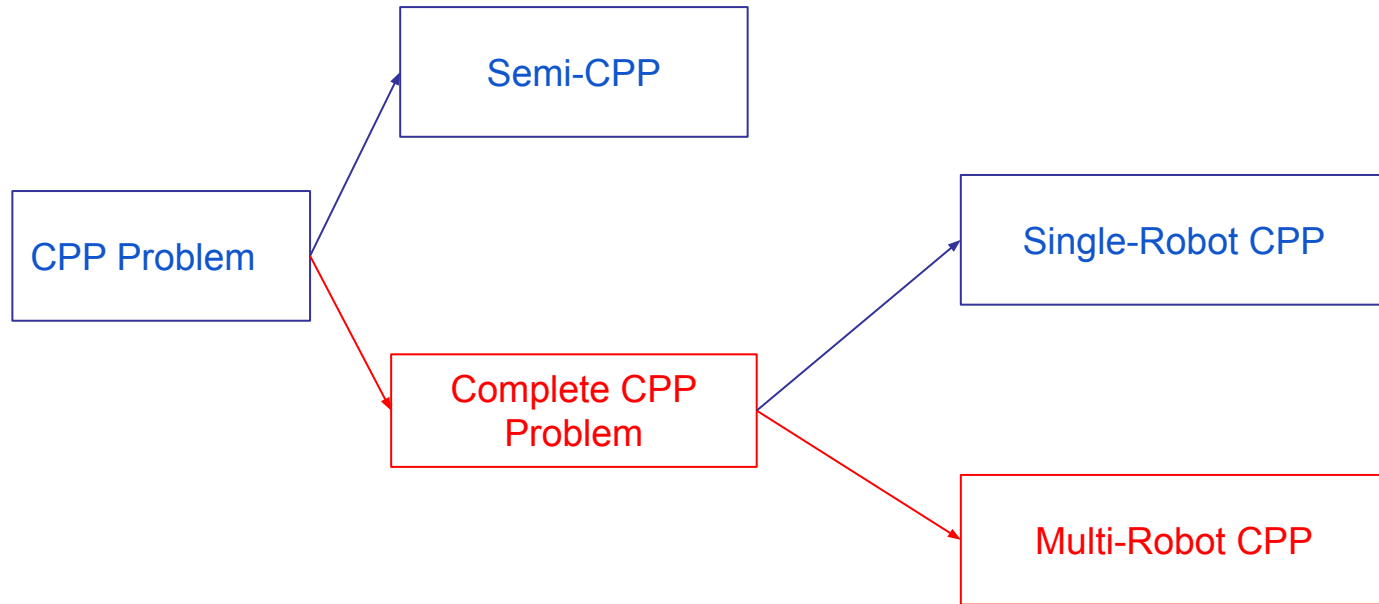 Semi-CPP
CPP Problem
Single-Robot CPP
Complete CPP
Problem
Multi-Robot CPP